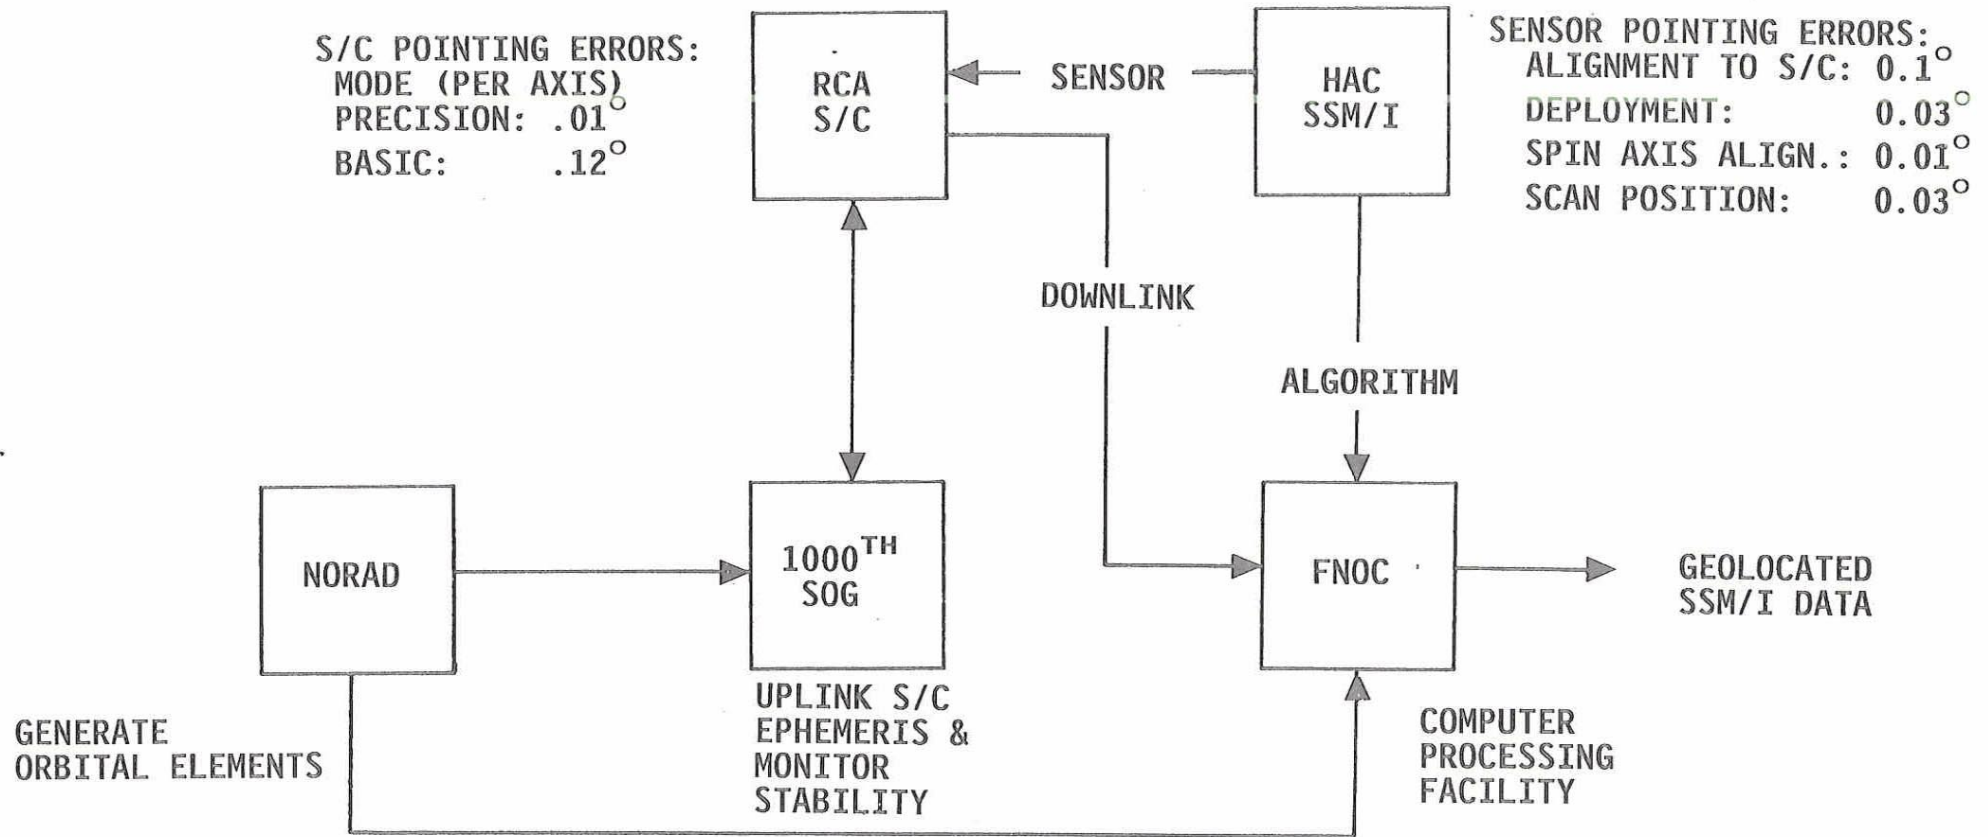 S/C POINTING ERRORS:
MODE (PER AXIS)
PRECISION: .01°
BASIC: .12°
RCA
S/C
SENSOR
HAC
SSM/I
SENSOR POINTING ERRORS:
ALIGNMENT TO S/C: 0.1°
DEPLOYMENT: 0.03°
SPIN AXIS ALIGN.: 0.01°
SCAN POSITION: 0.03°
DOWNLINK
ALGORITHM
NORAD
1000TH
SOG
FNOC
GEOLOCATED
SSM/I DATA
GENERATE
ORBITAL ELEMENTS
UPLINK S/C
EPHEMERIS &
MONITOR
STABILITY
COMPUTER
PROCESSING
FACILITY